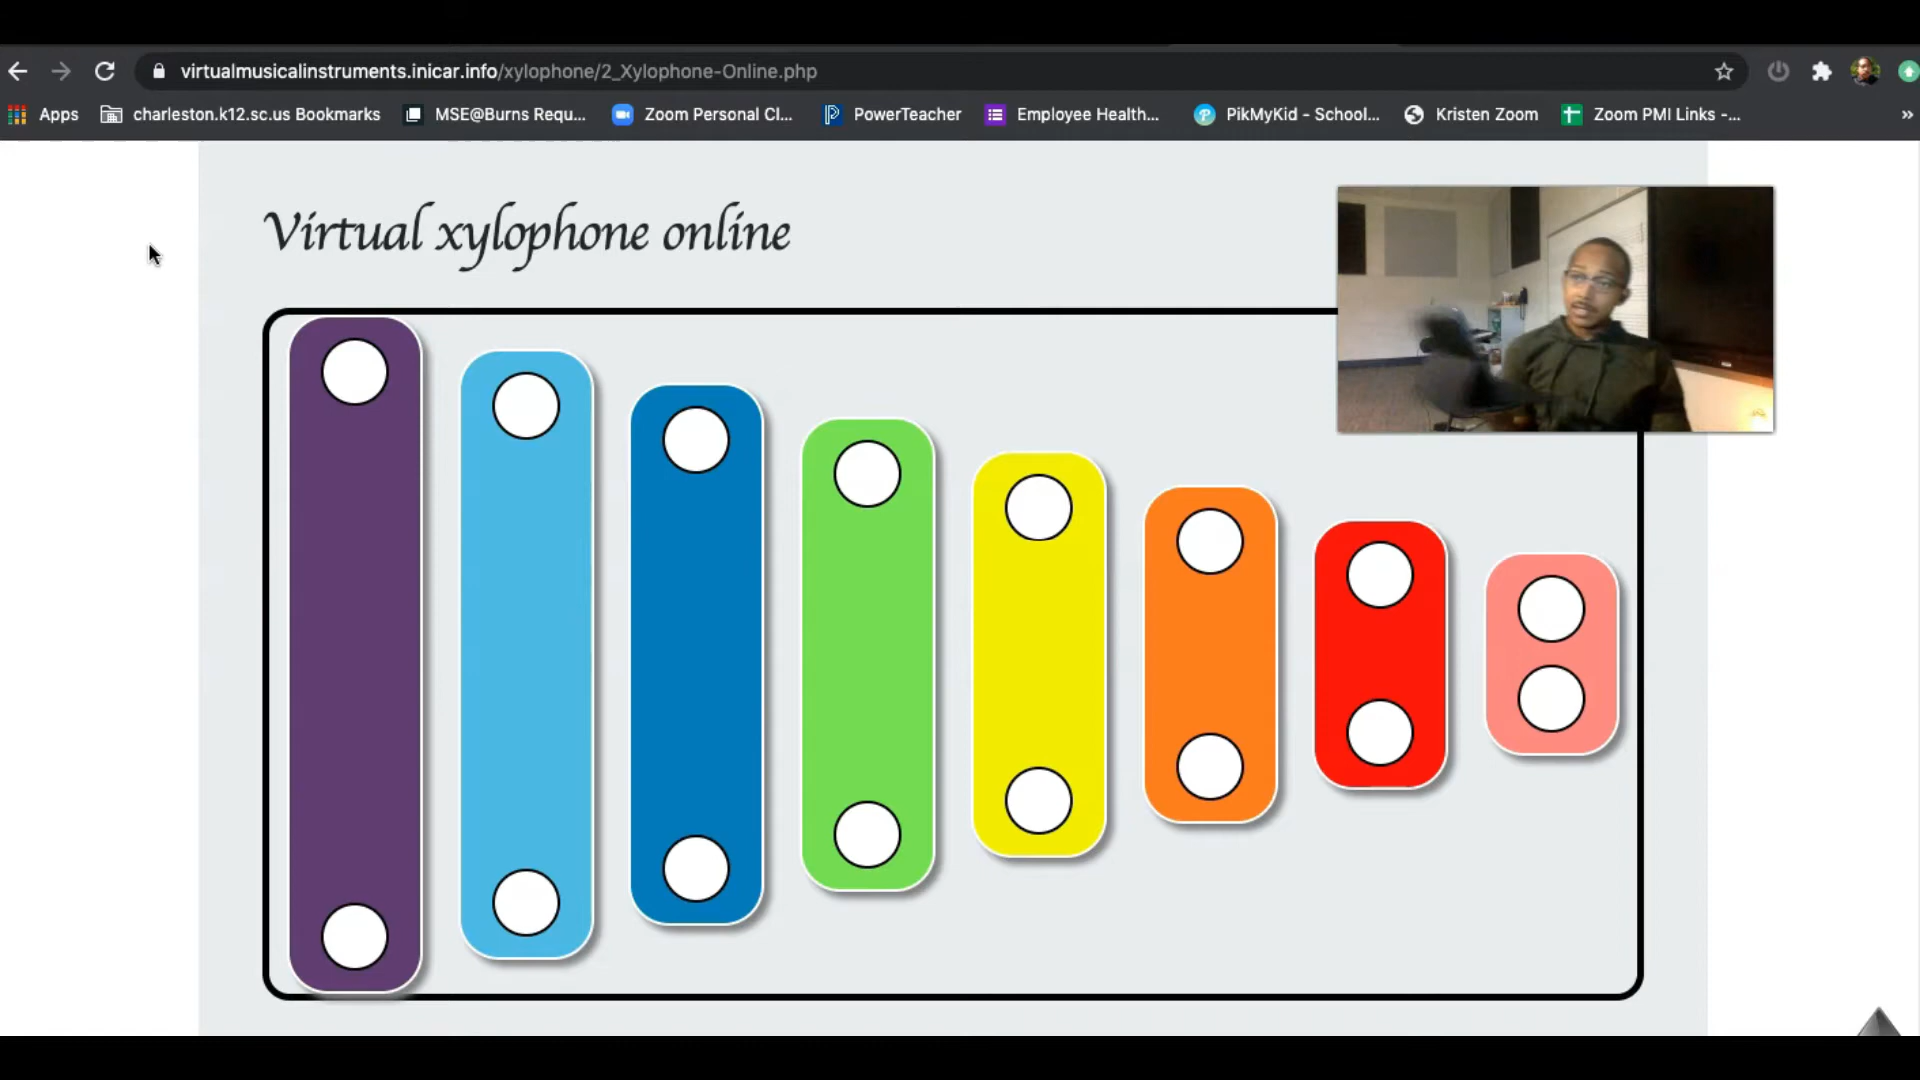 virtualmusicalinstruments.inicar.info/xylophone/2_Xylophone-Online.php
Apps charleston.k12.sc.us Bookmarks MSE@Burns Requ... Zoom Personal Cl... PowerTeacher Employee Health... PikMyKid - School... Kristen Zoom Zoom PMI Links -... »
Virtual xylophone online